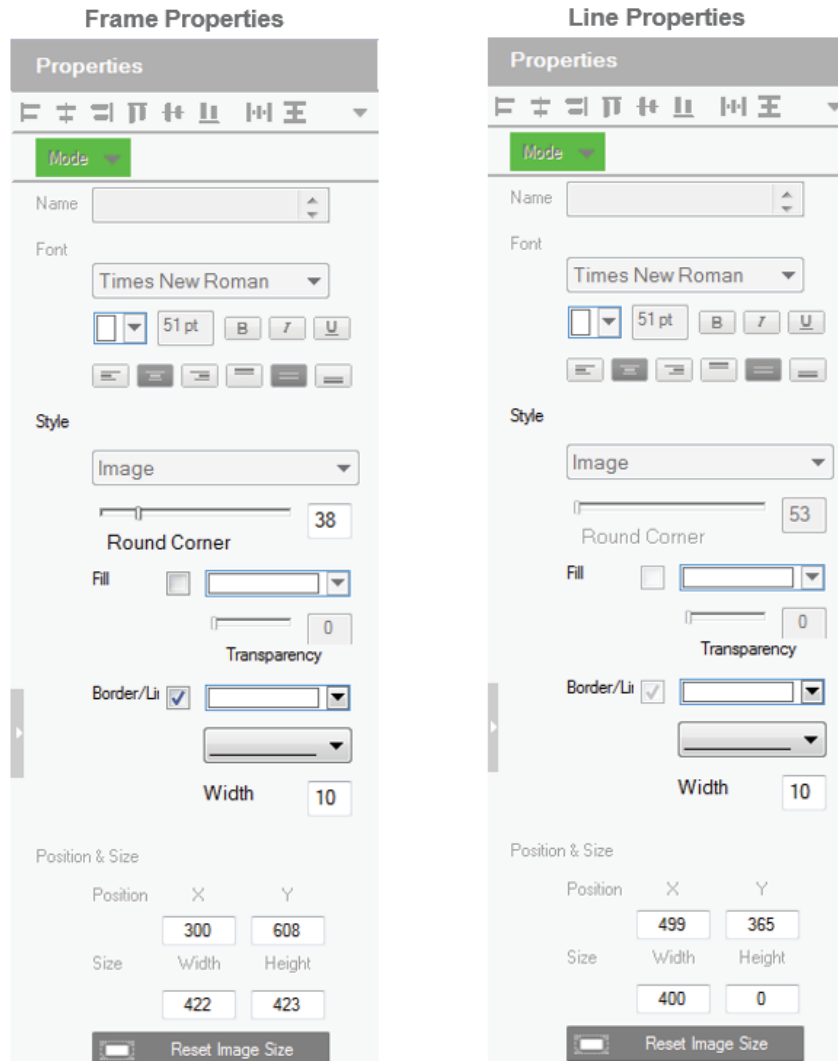 Frame Properties
Properties
Mode
Name
Font
Times New Roman
51 pt B I U
Style
Image
38
Round Corner
Fill
0
Transparency
Border/Li
Width 10
Position & Size
Position X Y
300 608
Size Width Height
422 423
Reset Image Size
Line Properties
Properties
Mode
Name
Font
Times New Roman
51 pt B I U
Style
Image
53
Round Corner
Fill
0
Transparency
Border/Li
Width 10
Position & Size
Position X Y
499 365
Size Width Height
400 0
Reset Image Size